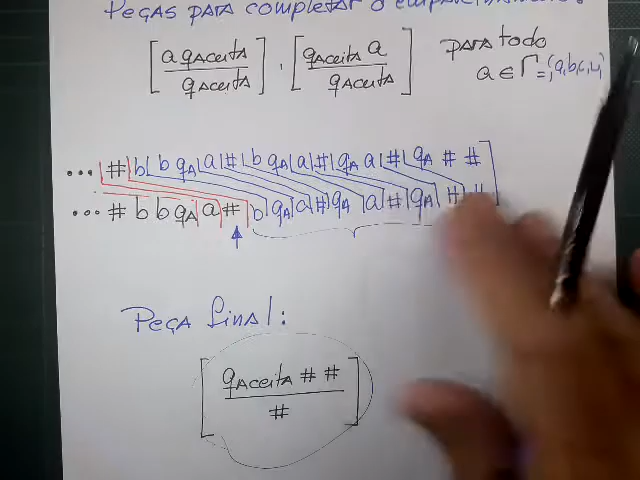 Peças para completar o emparelhamento:
[a qAceita / qAceita] , [qAceita a / qAceita] para todo
a ∈ Γ = {a,b,c,⊔}
... # b b qA a # b qA a # qA a # qA # #
... # b b qA a # b qA a # qA a # qA # #
Peça final:
qAceita # #
#